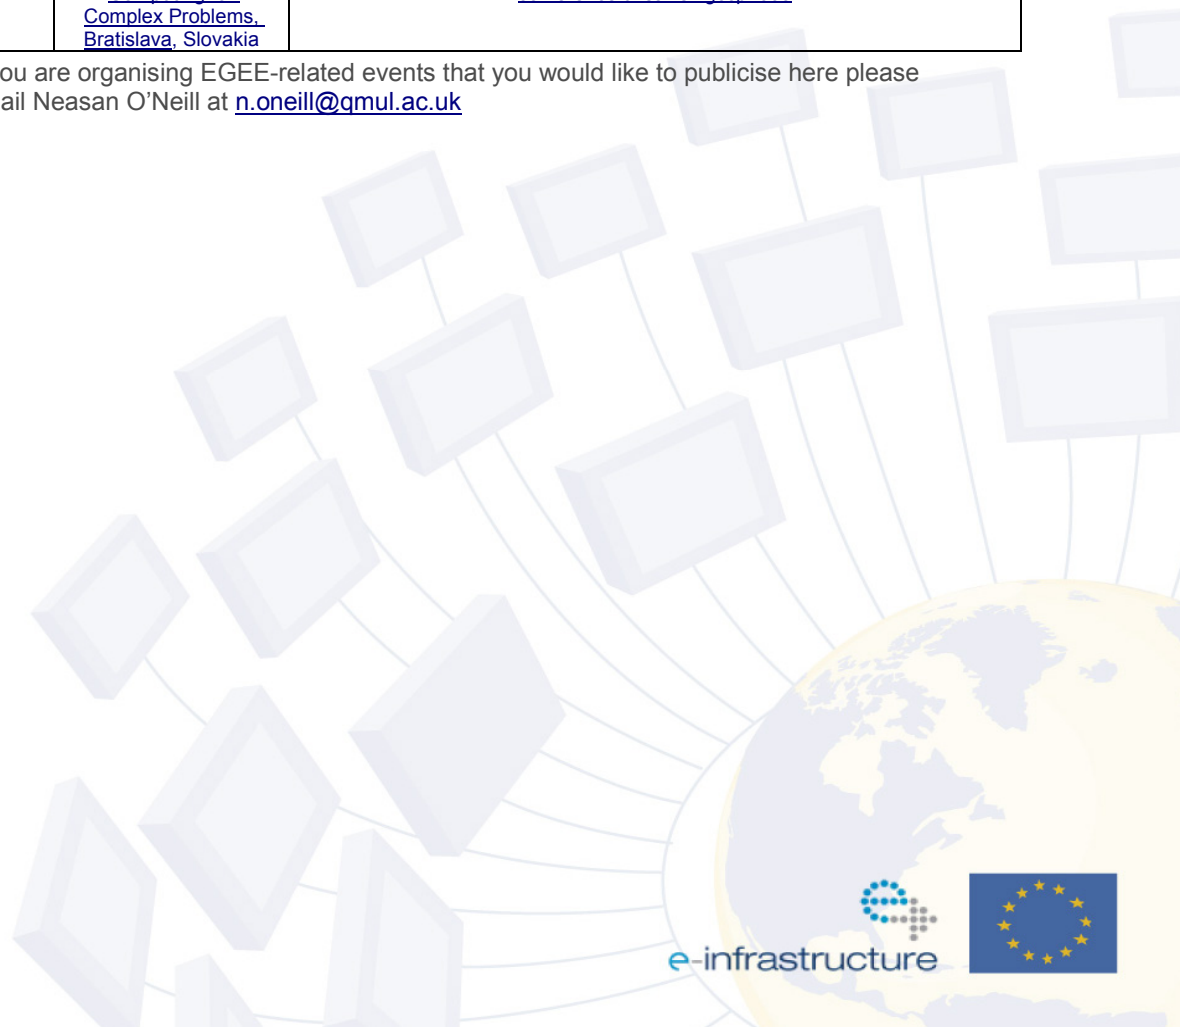 Complex Problems,
Bratislava, Slovakia
ou are organising EGEE-related events that you would like to publicise here please
ail Neasan O'Neill at n.oneill@qmul.ac.uk
e-infrastructure